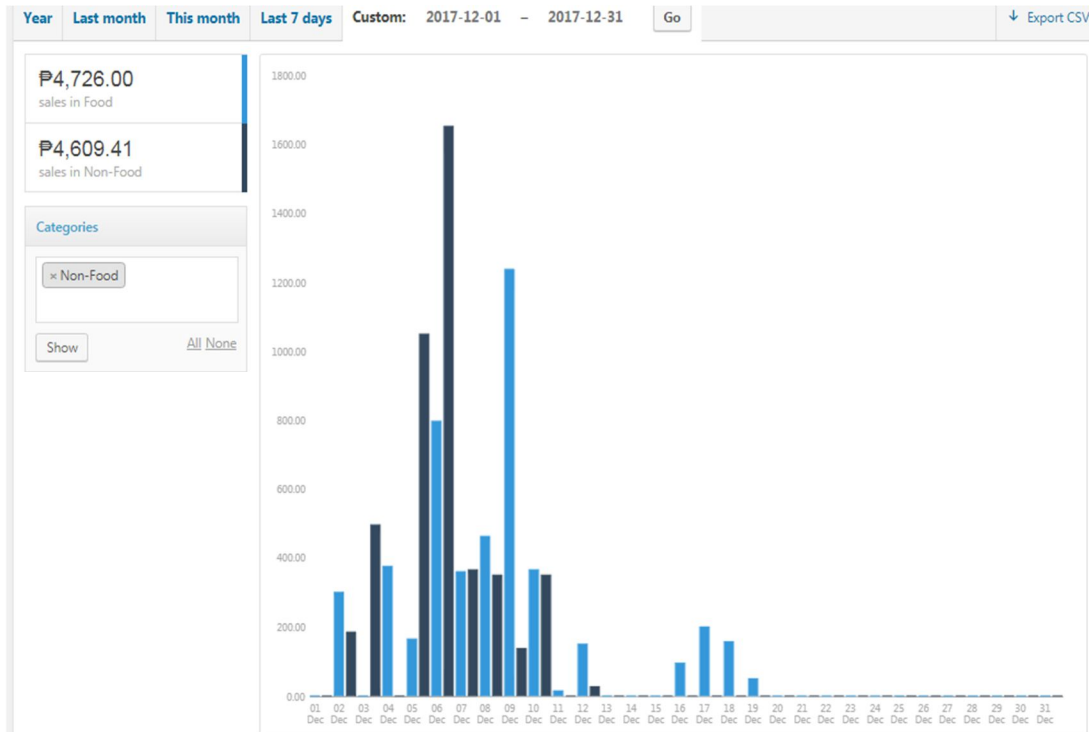 Year Last month This month Last 7 days Custom: 2017-12-01 – 2017-12-31 Go ↓ Export CSV
₱4,726.00
sales in Food
₱4,609.41
sales in Non-Food
Categories
× Non-Food
Show All None
1800.00
1600.00
1400.00
1200.00
1000.00
800.00
600.00
400.00
200.00
0.00
01 02 03 04 05 06 07 08 09 10 11 12 13 14 15 16 17 18 19 20 21 22 23 24 25 26 27 28 29 30 31
Dec Dec Dec Dec Dec Dec Dec Dec Dec Dec Dec Dec Dec Dec Dec Dec Dec Dec Dec Dec Dec Dec Dec Dec Dec Dec Dec Dec Dec Dec Dec